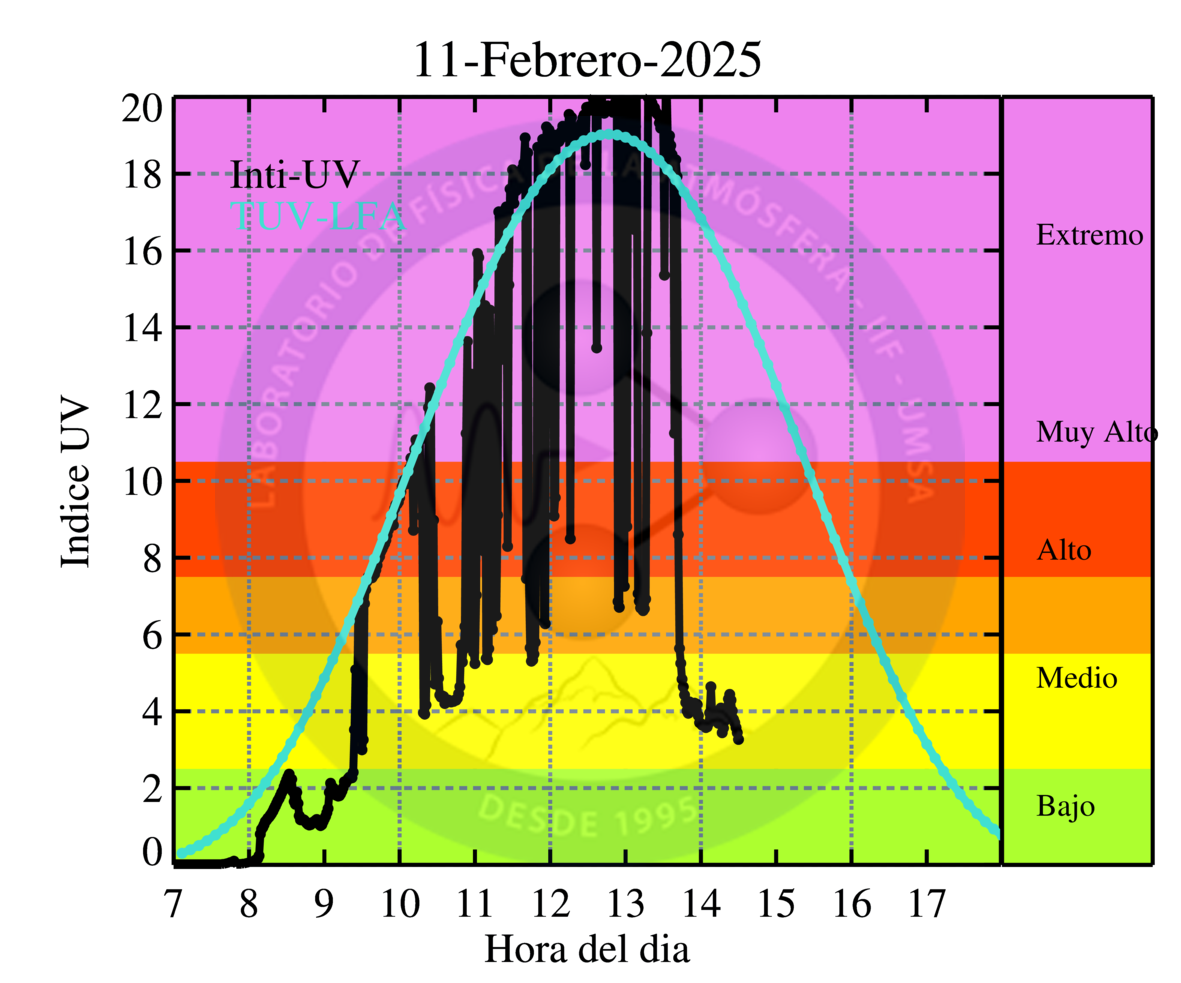 11-Febrero-2025
Indice UV
20
18
16
14
12
10
8
6
4
2
0
Inti-UV
TUV-LFA
LABORATORIO DE FÍSICA DE LA ATMÓSFERA - IIF - UMSA
DESDE 1995
Extremo
Muy Alto
Alto
Medio
Bajo
7 8 9 10 11 12 13 14 15 16 17
Hora del dia